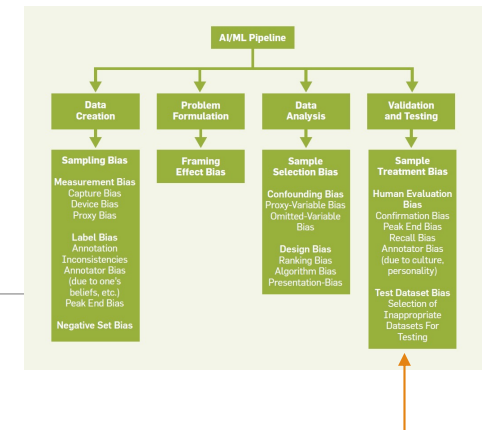 AI/ML Pipeline
Data
Creation
Problem
Formulation
Data
Analysis
Validation
and Testing
Sampling Bias
Measurement Bias
Capture Bias
Device Bias
Proxy Bias
Label Bias
Annotation
Inconsistencies
Annotator Bias
(due to one's
beliefs, etc.)
Peak End Bias
Negative Set Bias
Framing
Effect Bias
Sample
Selection Bias
Confounding Bias
Proxy-Variable Bias
Omitted-Variable
Bias
Design Bias
Ranking Bias
Algorithm Bias
Presentation-Bias
Sample
Treatment Bias
Human Evaluation
Bias
Confirmation Bias
Peak End Bias
Recall Bias
Annotator Bias
(due to culture,
personality)
Test Dataset Bias
Selection of
Inappropriate
Datasets For
Testing